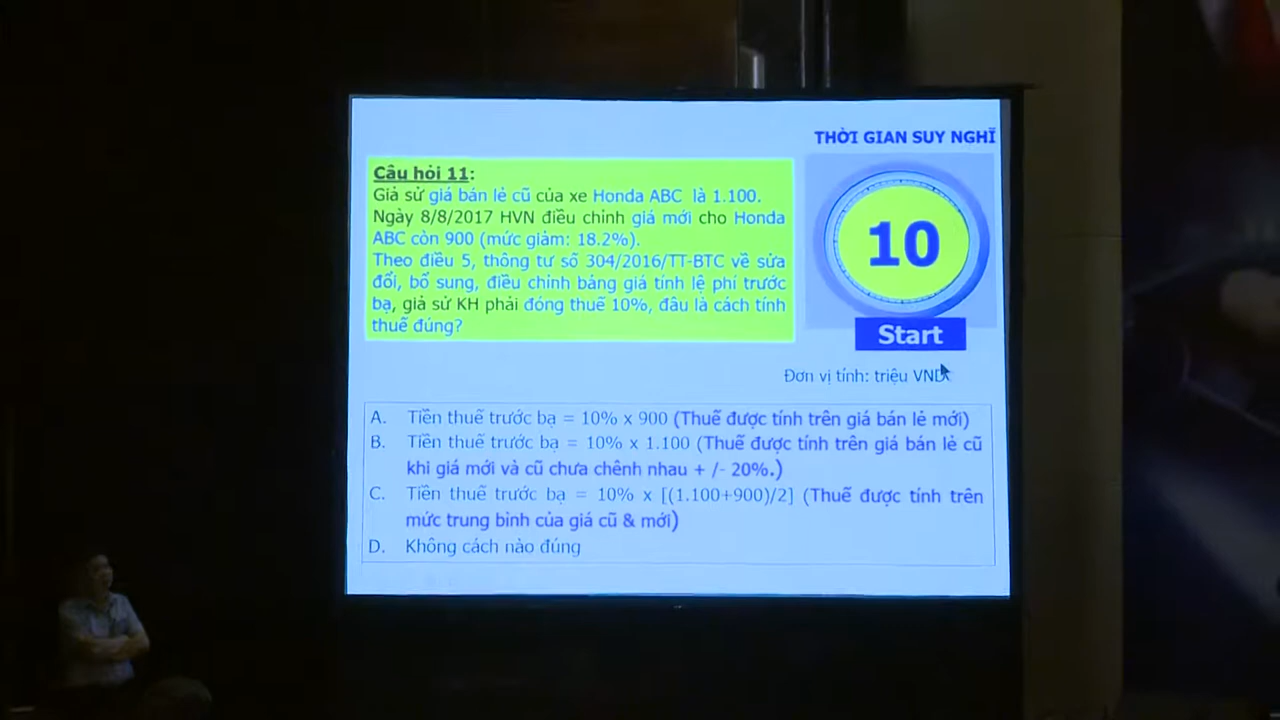 THỜI GIAN SUY NGHĨ
Câu hỏi 11:
Giả sử giá bán lẻ cũ của xe Honda ABC là 1.100.
Ngày 8/8/2017 HVN điều chỉnh giá mới cho Honda
ABC còn 900 (mức giảm: 18.2%).
Theo điều 5, thông tư số 304/2016/TT-BTC về sửa
đổi, bổ sung, điều chỉnh bảng giá tính lệ phí trước
bạ, giả sử KH phải đóng thuế 10%, đâu là cách tính
thuế đúng?
10
Start
Đơn vị tính: triệu VND
A. Tiền thuế trước bạ = 10% x 900 (Thuế được tính trên giá bán lẻ mới)
B. Tiền thuế trước bạ = 10% x 1.100 (Thuế được tính trên giá bán lẻ cũ
khi giá mới và cũ chưa chênh nhau + /- 20%.)
C. Tiền thuế trước bạ = 10% x [(1.100+900)/2] (Thuế được tính trên
mức trung bình của giá cũ & mới)
D. Không cách nào đúng